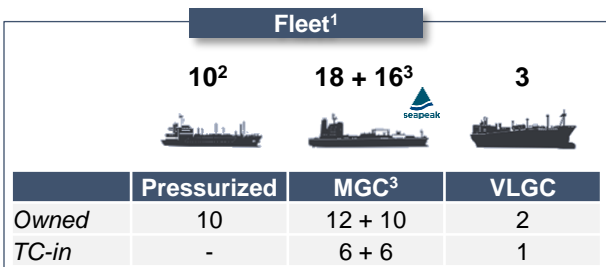 Fleet¹
10² 18 + 16³ 3
seapeak
Pressurized MGC³ VLGC
Owned 10 12 + 10 2
TC-in - 6 + 6 1